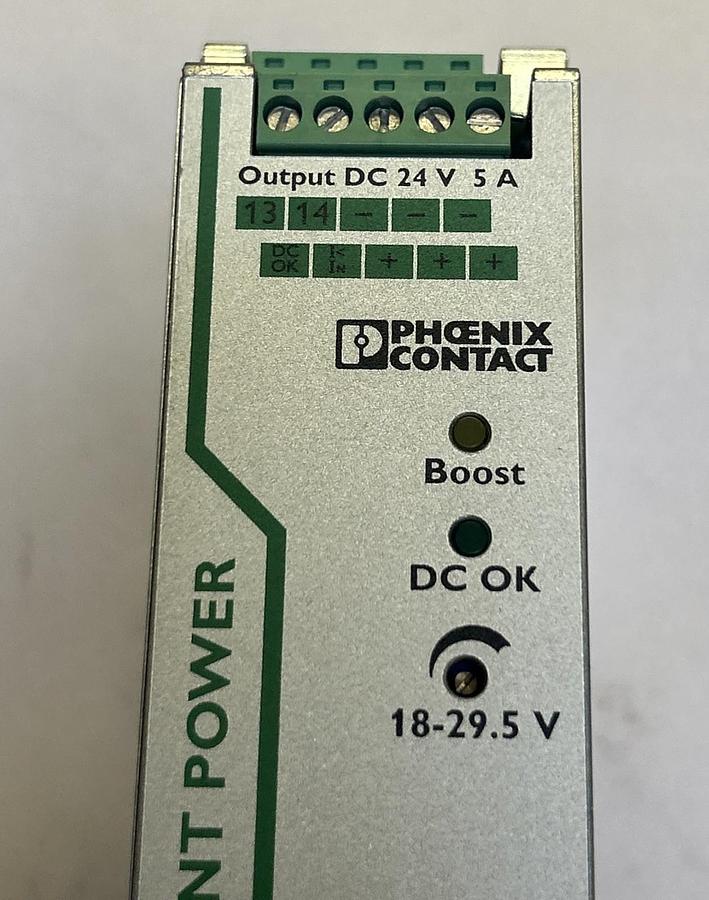 Output DC 24 V 5 A
13 14 – – –
DC OK I< IN + + +
PHŒNIX
CONTACT
Boost
DC OK
18-29.5 V
NT POWER